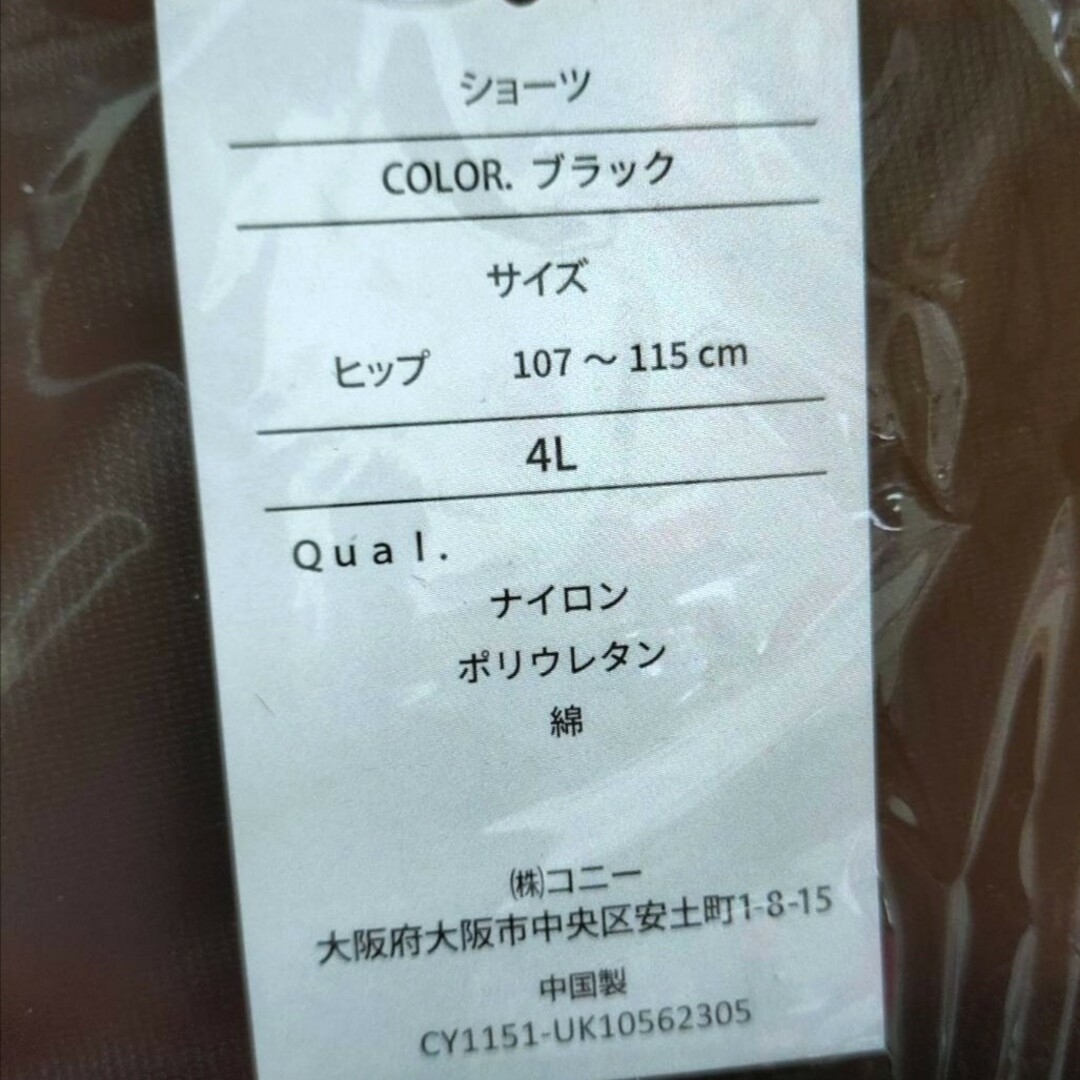 ショーツ
COLOR. ブラック
サイズ
ヒップ 107 ～ 115 cm
4L
Qual.
ナイロン
ポリウレタン
綿
㈱コニー
大阪府大阪市中央区安土町1-8-15
中国製
CY1151-UK10562305